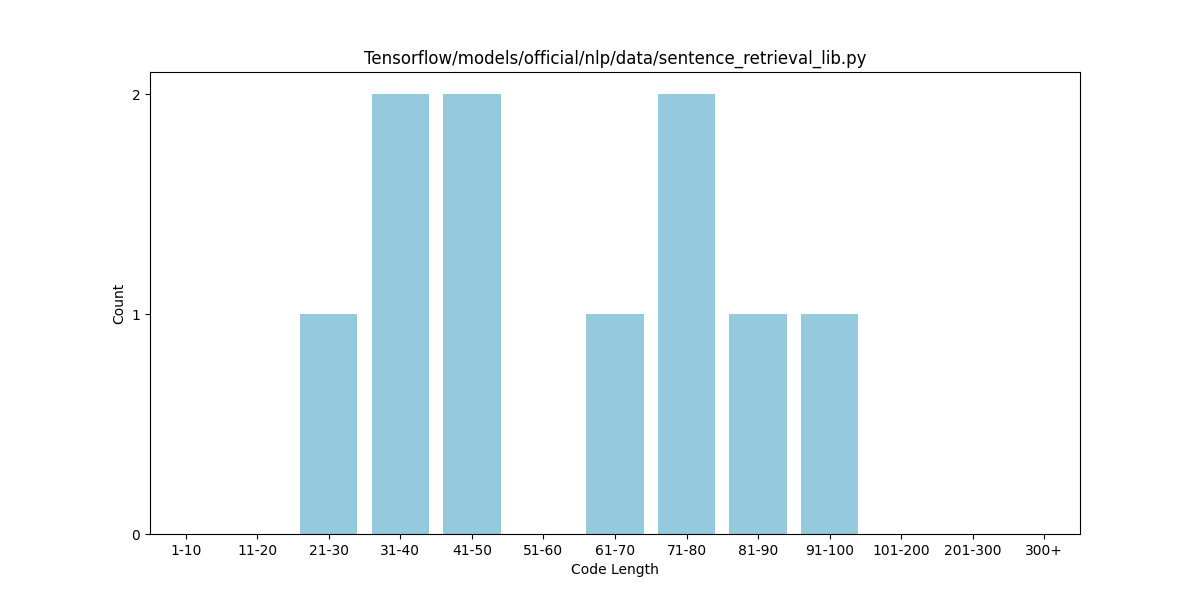 Tensorflow/models/official/nlp/data/sentence_retrieval_lib.py
2
1
0
Count
1-10 11-20 21-30 31-40 41-50 51-60 61-70 71-80 81-90 91-100 101-200 201-300 300+
Code Length